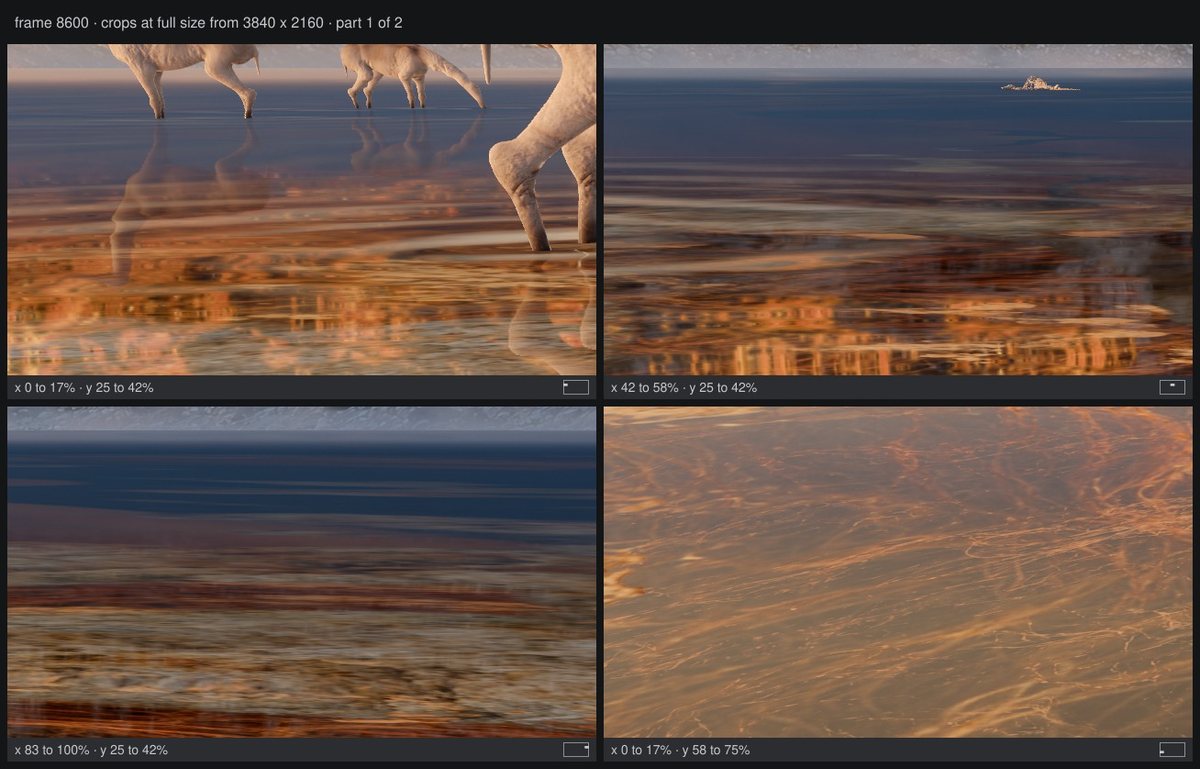 frame 8600 · crops at full size from 3840 x 2160 · part 1 of 2
x 0 to 17% · y 25 to 42%
x 42 to 58% · y 25 to 42%
x 83 to 100% · y 25 to 42%
x 0 to 17% · y 58 to 75%